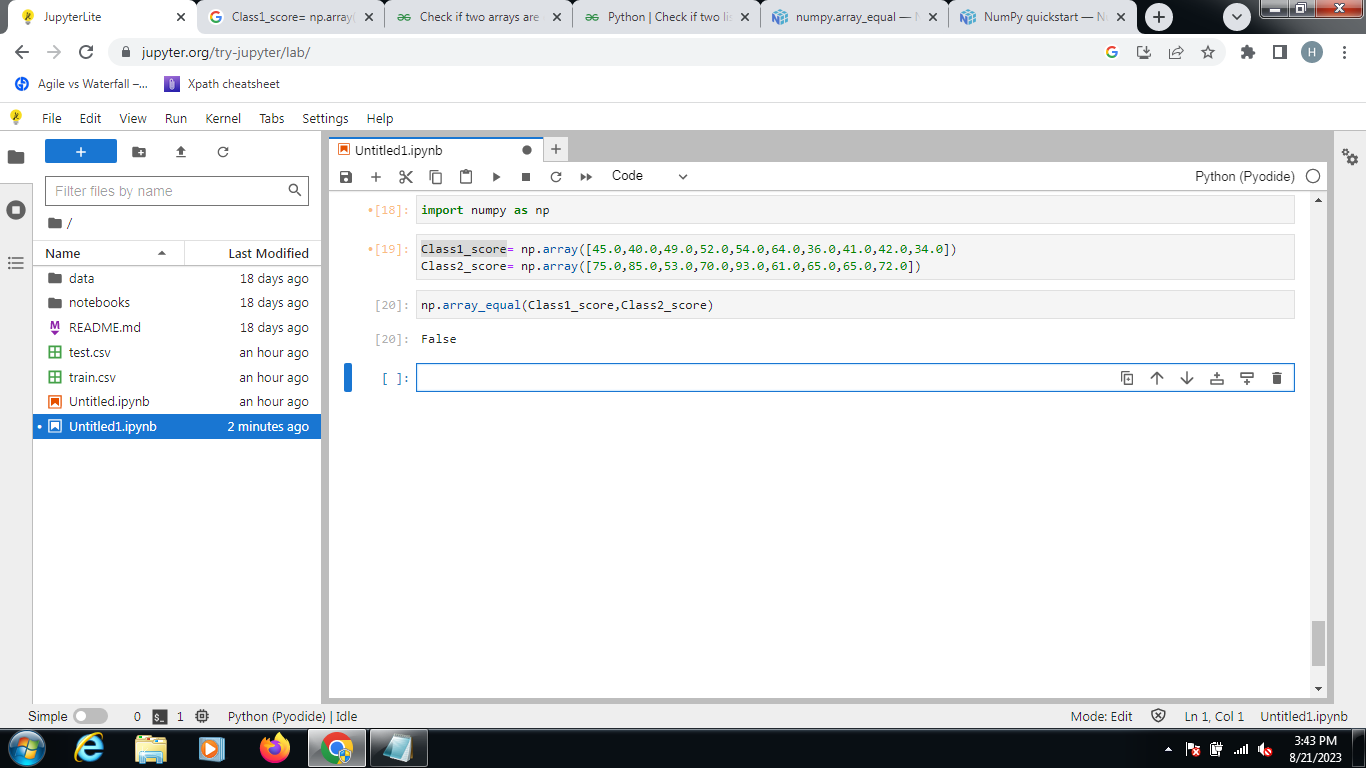 JupyterLite
Class1_score= np.array(
Check if two arrays are
Python | Check if two li
numpy.array_equal — N
NumPy quickstart — N
jupyter.org/try-jupyter/lab/
H
Agile vs Waterfall –...
Xpath cheatsheet
File Edit View Run Kernel Tabs Settings Help
Untitled1.ipynb
Filter files by name
Code
Python (Pyodide)
/
Name Last Modified
data 18 days ago
notebooks 18 days ago
README.md 18 days ago
test.csv an hour ago
train.csv an hour ago
Untitled.ipynb an hour ago
Untitled1.ipynb 2 minutes ago
[18]: import numpy as np
[19]: Class1_score= np.array([45.0,40.0,49.0,52.0,54.0,64.0,36.0,41.0,42.0,34.0])
Class2_score= np.array([75.0,85.0,53.0,70.0,93.0,61.0,65.0,65.0,72.0])
[20]: np.array_equal(Class1_score,Class2_score)
[20]: False
[ ]:
Simple 0 1 Python (Pyodide) | Idle Mode: Edit Ln 1, Col 1 Untitled1.ipynb
3:43 PM
8/21/2023